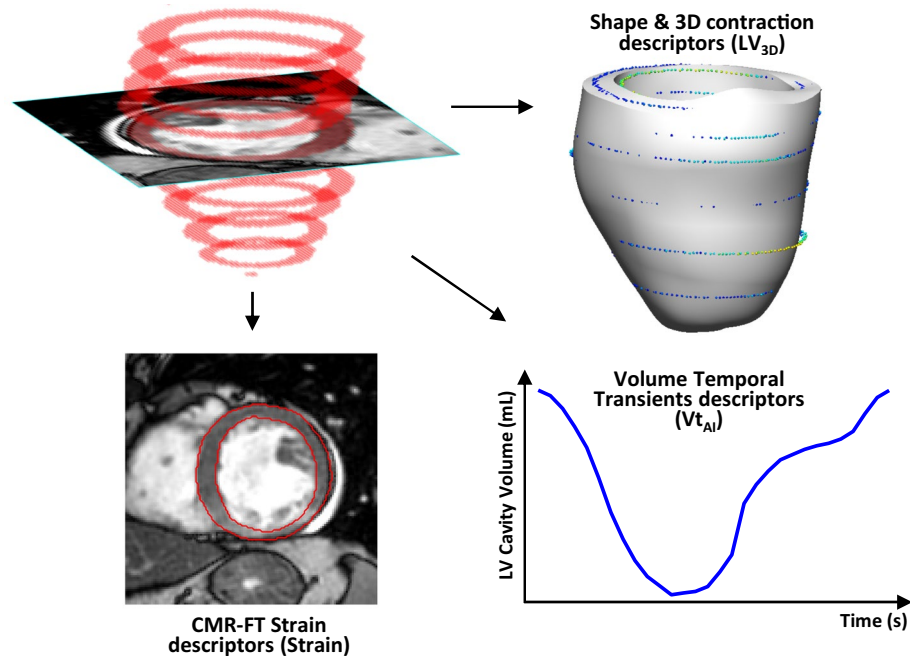 Shape & 3D contraction
descriptors (LV3D)
Volume Temporal
Transients descriptors
(VtAI)
LV Cavity Volume (mL)
Time (s)
CMR-FT Strain
descriptors (Strain)